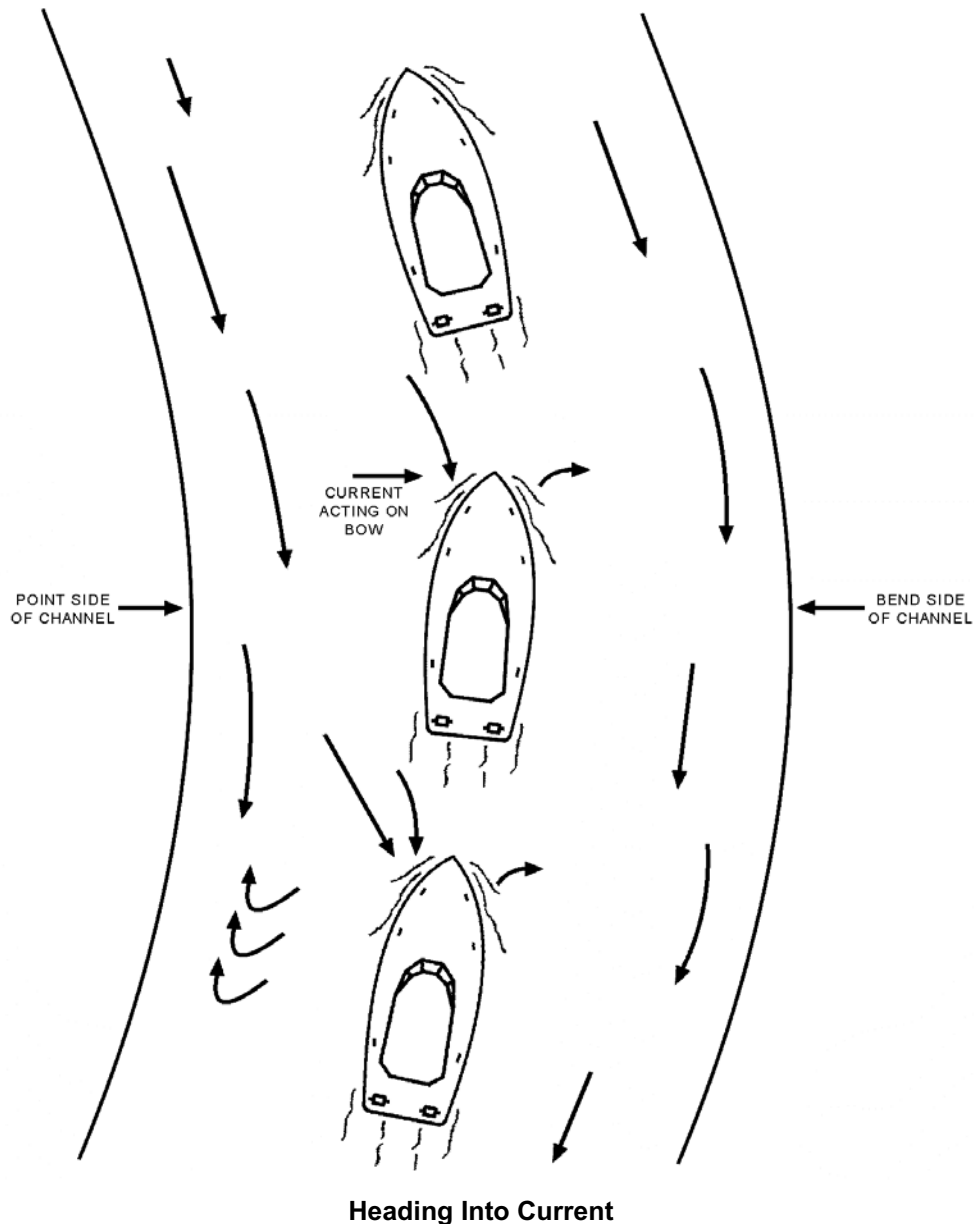 CURRENT
ACTING ON
BOW
POINT SIDE
OF CHANNEL
BEND SIDE
OF CHANNEL
Heading Into Current